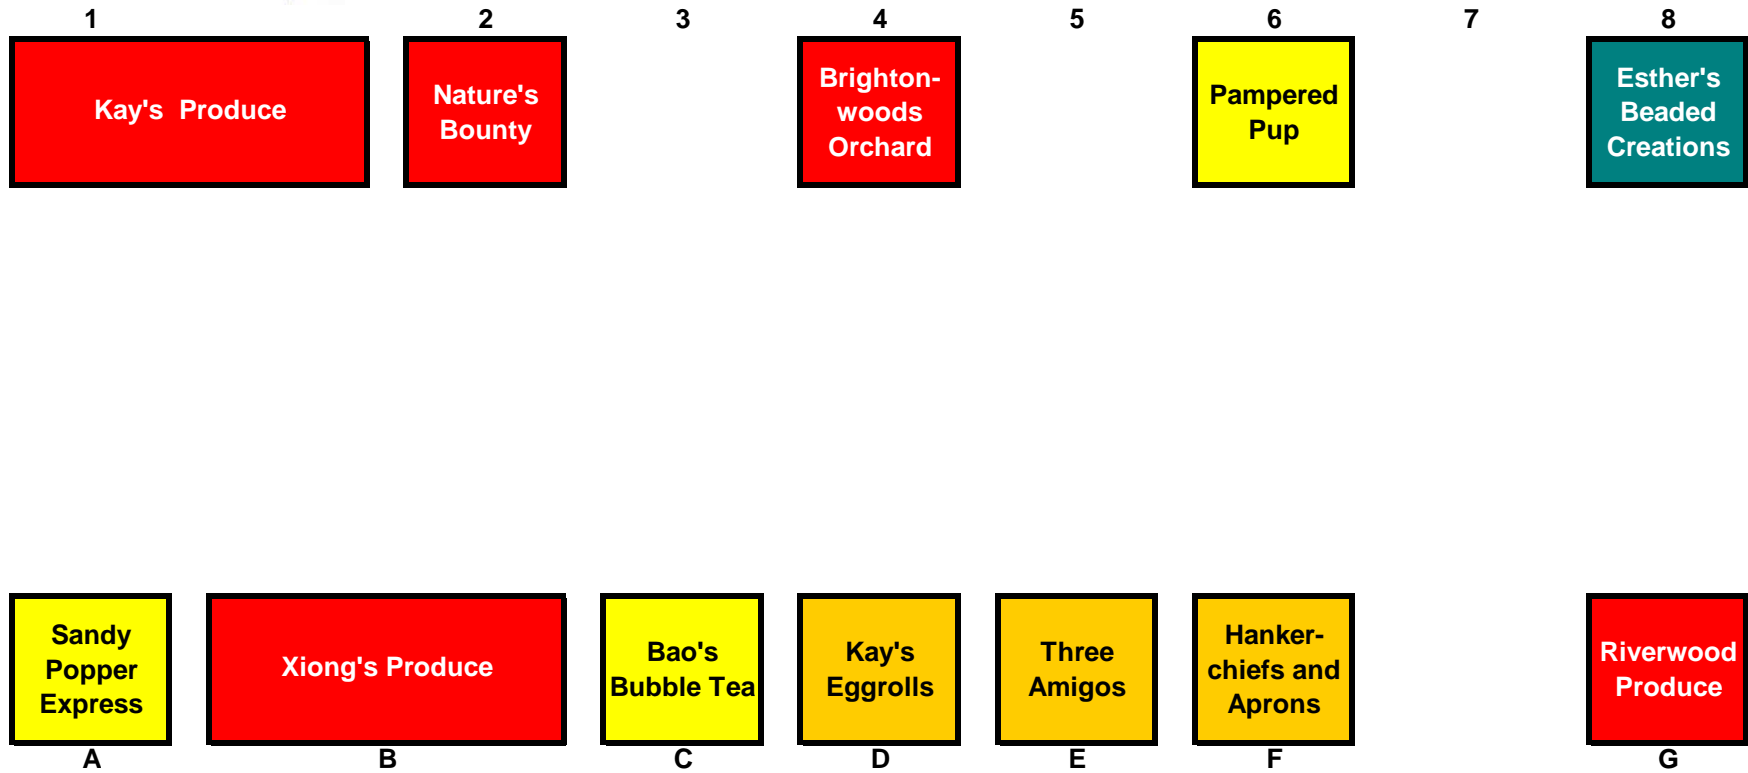 1 2 3 4 5 6 7 8
Kay's  Produce
Nature's
Bounty
Brighton-
woods
Orchard
Pampered
Pup
Esther's
Beaded
Creations
Sandy
Popper
Express
Xiong's Produce
Bao's
Bubble Tea
Kay's
Eggrolls
Three
Amigos
Hanker-
chiefs and
Aprons
Riverwood
Produce
A B C D E F G